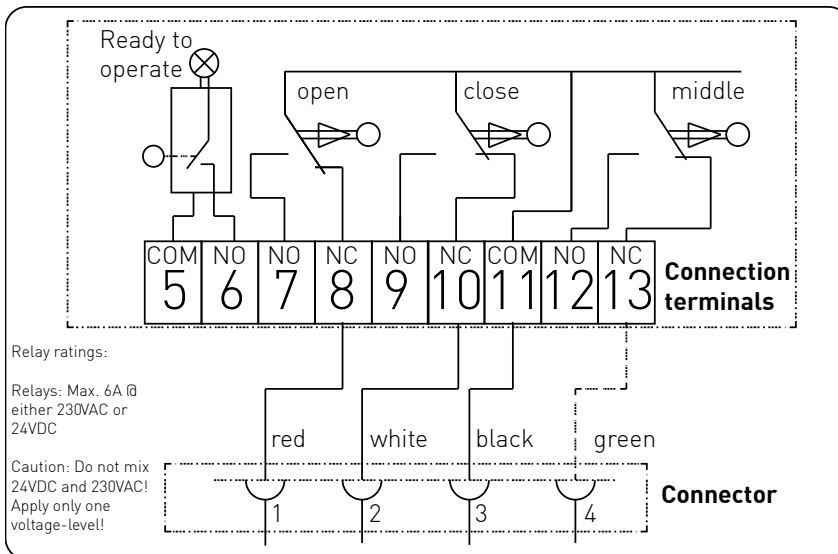 Ready to
operate
open
close
middle
COM
NO
NO
NC
NO
NC
COM
NO
NC
5
6
7
8
9
10
11
12
13
Connection
terminals
Relay ratings:
Relays: Max. 6A @
either 230VAC or
24VDC
Caution: Do not mix
24VDC and 230VAC!
Apply only one
voltage-level!
red
white
black
green
1
2
3
4
Connector